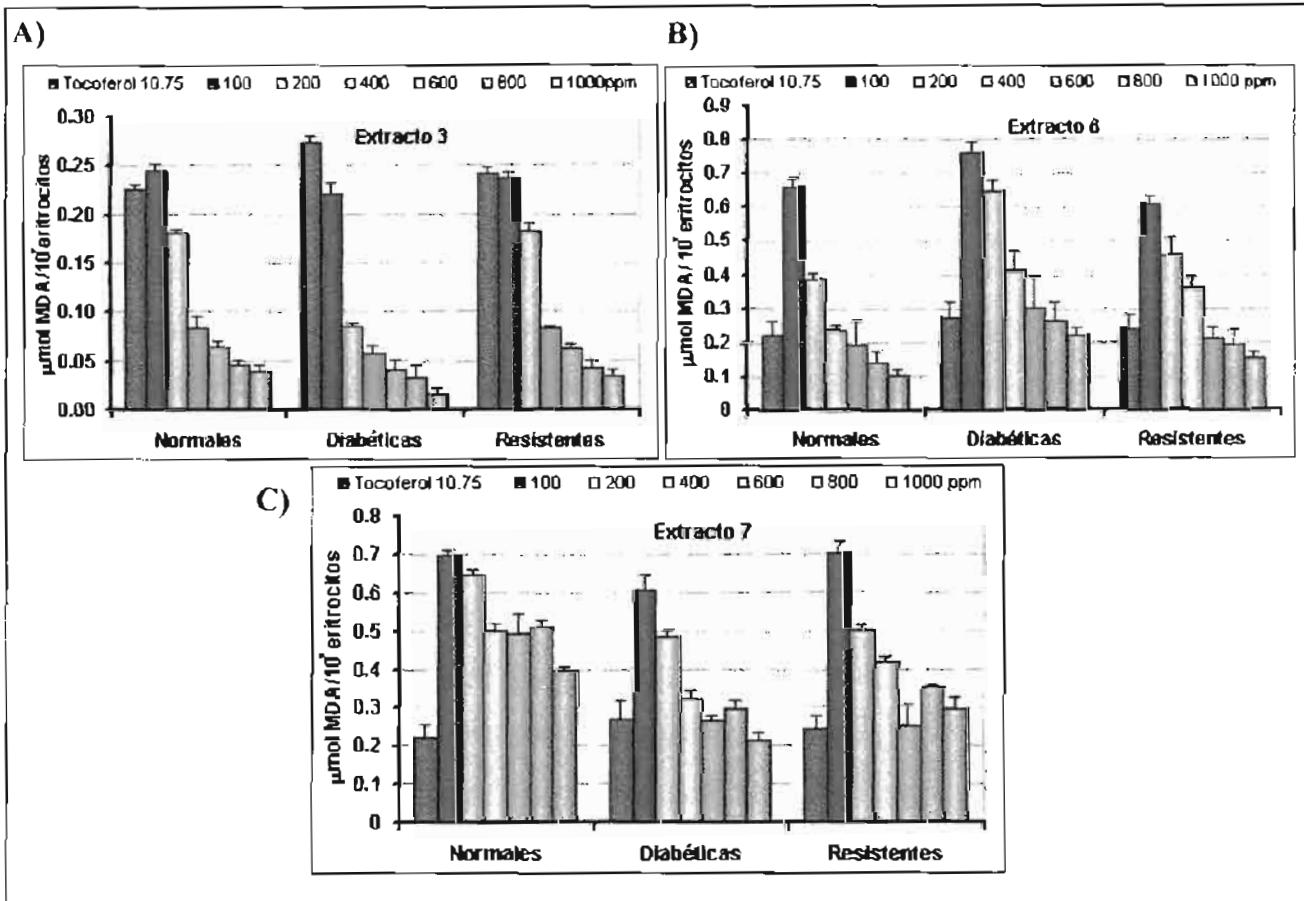 A)
Tocoferol 10.75 100 200 400 600 800 1000ppm
Extracto 3
0.30
0.25
0.20
0.15
0.10
0.05
0.00
µmol MDA/10⁷eritrocitos
Normales Diabéticas Resistentes
B)
Tocoferol 10.75 100 200 400 600 800 1000 ppm
Extracto 6
0.9
0.8
0.7
0.6
0.5
0.4
0.3
0.2
0.1
0
µmol MDA / 10⁷ eritrocitos
Normales Diabéticas Resistentes
C)
Tocoferol 10.75 100 200 400 600 800 1000 ppm
Extracto 7
0.8
0.7
0.6
0.5
0.4
0.3
0.2
0.1
0
µmol MDA/10⁷ eritrocitos
Normales Diabéticas Resistentes